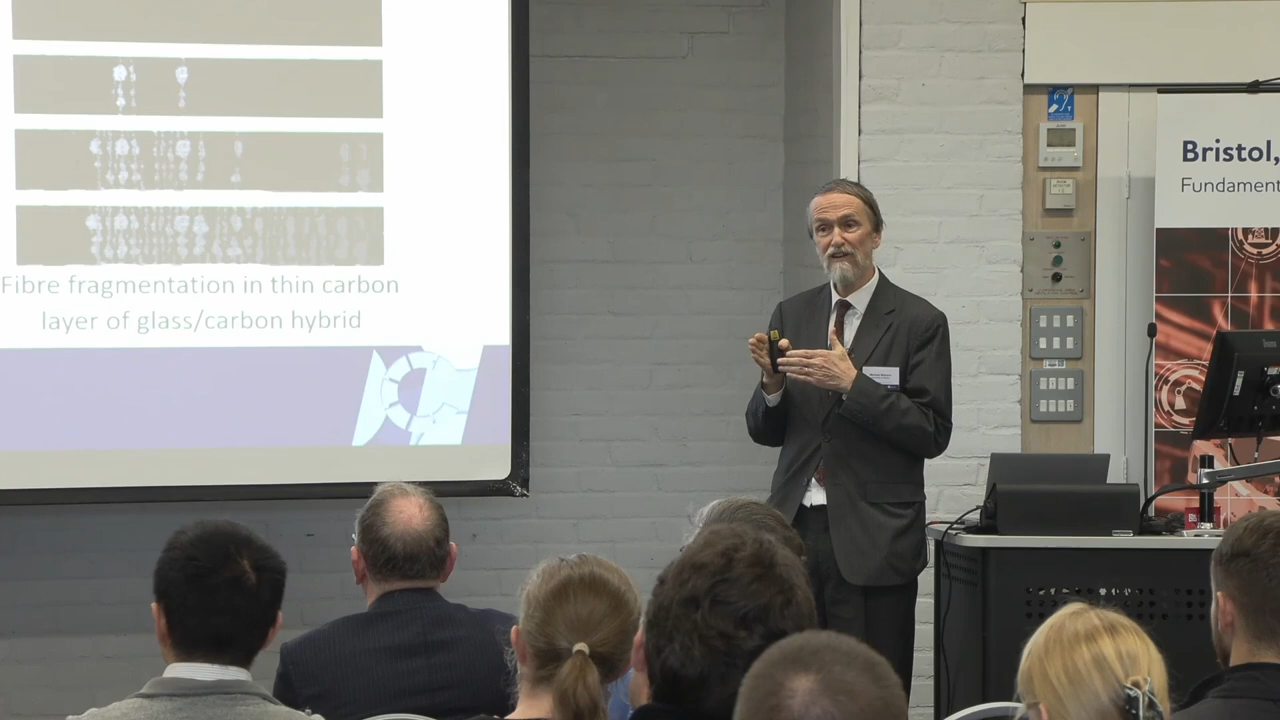 Fibre fragmentation in thin carbon
layer of glass/carbon hybrid
Bristol,
Fundament